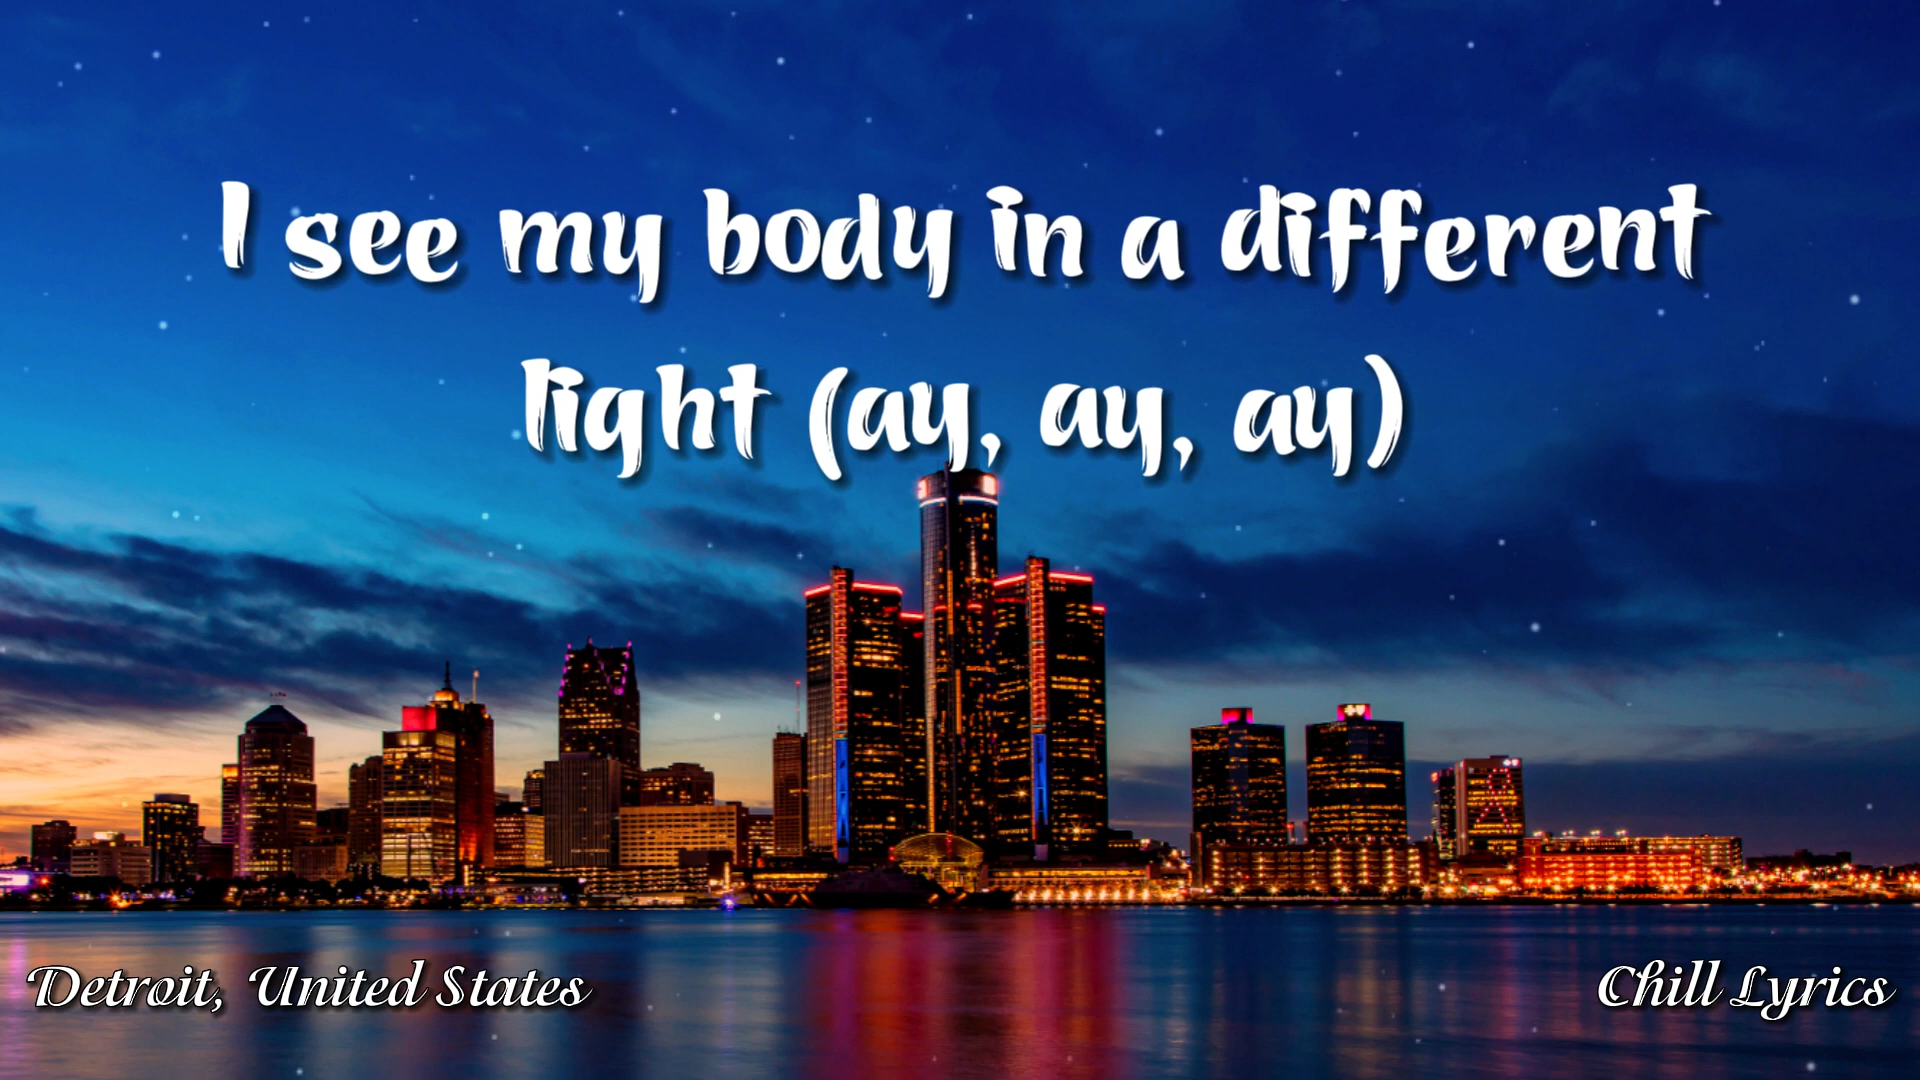 I see my body in a different
light (ay, ay, ay)
Detroit, United States
Chill Lyrics